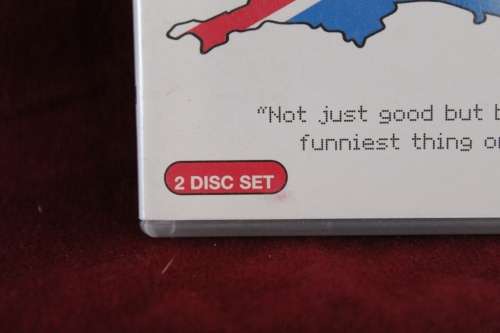 “Not just good but b
funniest thing o
2 DISC SET